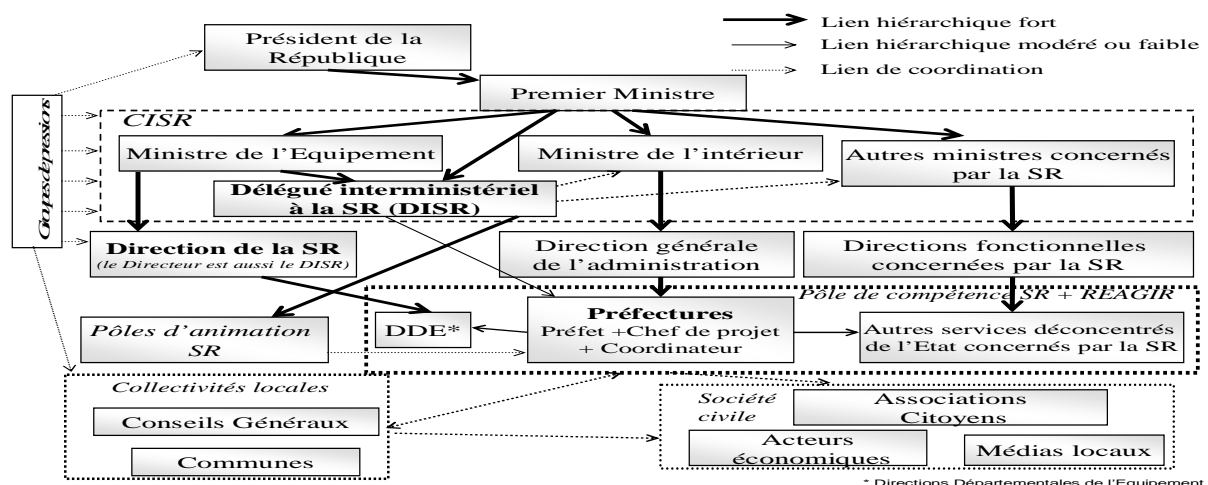 Lien hiérarchique fort
Lien hiérarchique modéré ou faible
Lien de coordination
Président de la
République
Premier Ministre
CISR
Ministre de l’Equipement
Ministre de l’intérieur
Autres ministres concernés
par la SR
Délégué interministériel
à la SR (DISR)
Direction de la SR
(le Directeur est aussi le DISR)
Direction générale
de l’administration
Directions fonctionnelles
concernées par la SR
Pôle de compétence SR + REAGIR
Pôles d’animation
SR
DDE*
Préfectures
Préfet +Chef de projet
+ Coordinateur
Autres services déconcentrés
de l’Etat concernés par la SR
Collectivités locales
Conseils Généraux
Communes
Société
civile
Associations
Citoyens
Acteurs
économiques
Médias locaux
* Directions Départementales de l’Equipement